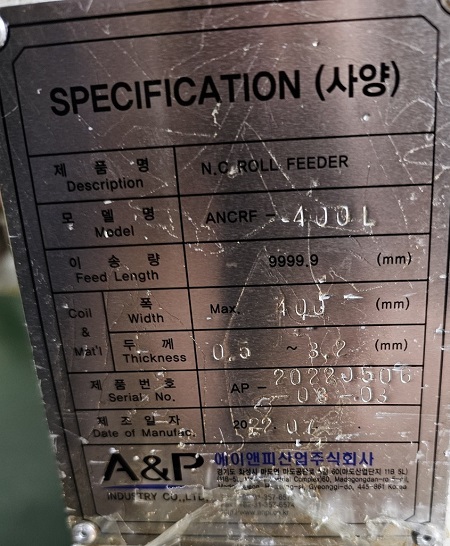 SPECIFICATION (사양)
제 품 명 N.C ROLL FEEDER
Description
모 델 명 ANCRF - 400L
Model
이 송 량 9999.9 (mm)
Feed Length
Coil & Mat'l
폭 Max. 400 (mm)
Width
두 께 0.5 ~ 3.2 (mm)
Thickness
제 품 번 호 AP -
Serial No.
제 조 일 자
Date of Manufac.
A&P 에이앤피산업주식회사
INDUSTRY CO.,LTD.